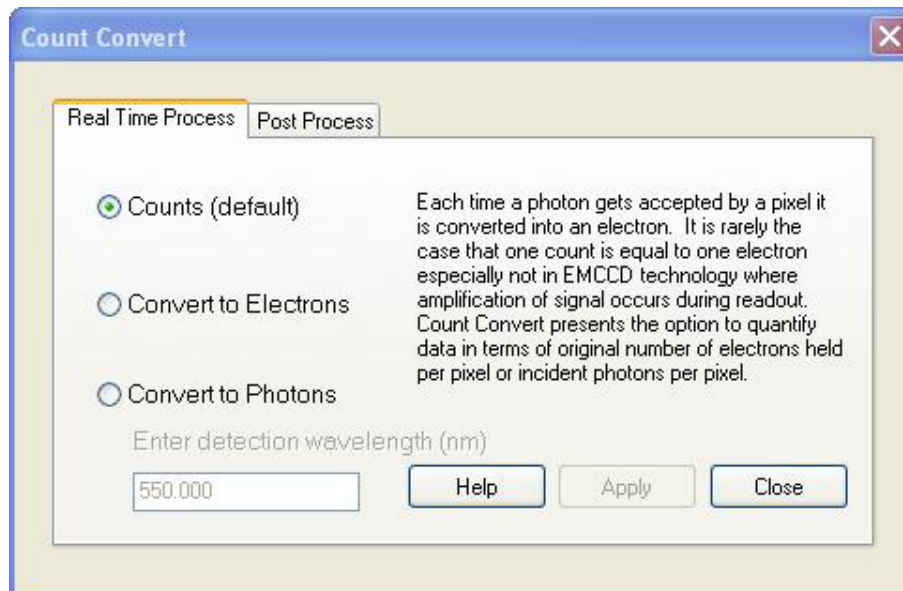 Count Convert
Real Time Process
Post Process
Counts (default)
Convert to Electrons
Convert to Photons
Enter detection wavelength (nm)
550.000
Each time a photon gets accepted by a pixel it
is converted into an electron. It is rarely the
case that one count is equal to one electron
especially not in EMCCD technology where
amplification of signal occurs during readout.
Count Convert presents the option to quantify
data in terms of original number of electrons held
per pixel or incident photons per pixel.
Help
Apply
Close